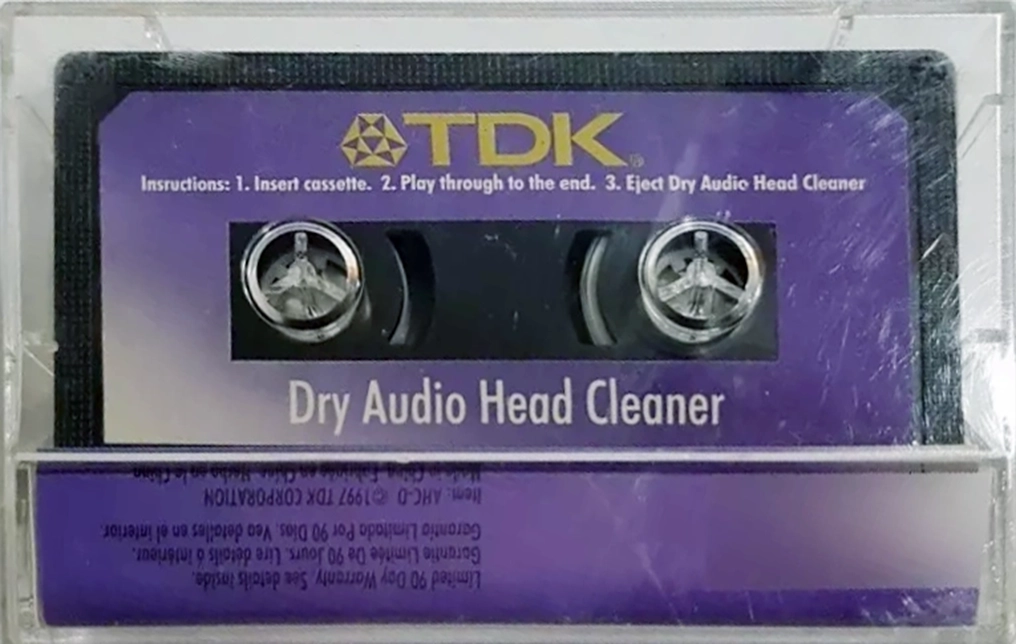 TDK®
Insructions: 1. Insert cassette. 2. Play through to the end. 3. Eject Dry Audio Head Cleaner
Dry Audio Head Cleaner
Limited 90 Day Warranty. See details inside.
Garantie Limitée De 90 Jours. Lire détails à intérieur.
Garantia Limitada Por 90 Dias. Vea detalles en el interior.
Item: AHC-D © 1997 TDK CORPORATION
Made in China. Fabriqué en Chine. Hecho en la China.